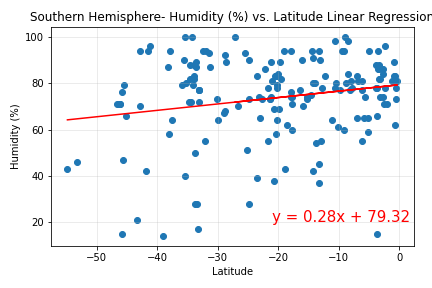 Southern Hemisphere- Humidity (%) vs. Latitude Linear Regression
100
80
60
40
20
Humidity (%)
y = 0.28x + 79.32
−50
−40
−30
−20
−10
0
Latitude